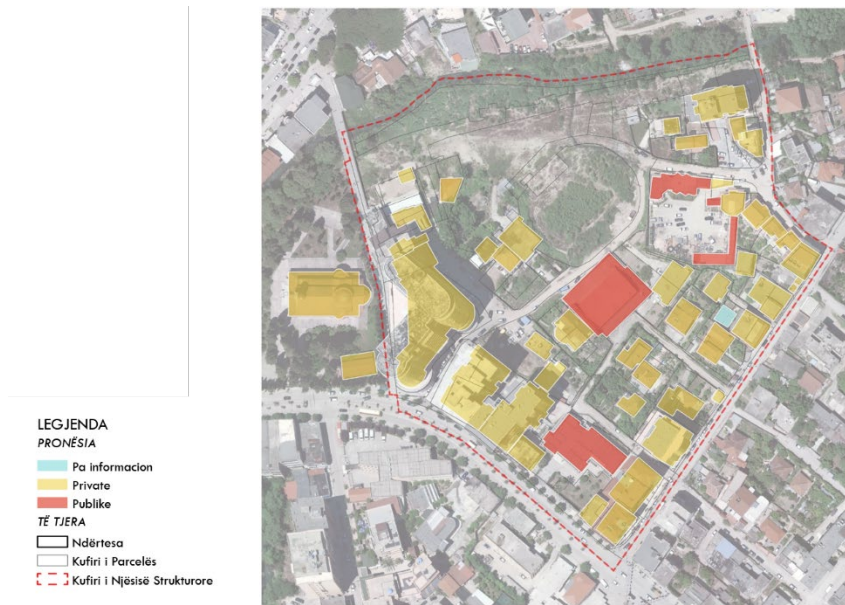 LEGJENDA
PRONËSIA
Pa informacion
Private
Publike
TË TJERA
Ndërtesa
Kufiri i Parcelës
Kufiri i Njësisë Strukturore